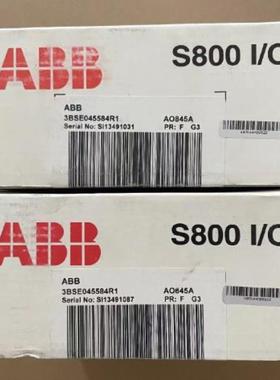 ABB
S800 I/O
ABB
3BSE045584R1
AO845A
Serial No: SI13491031
PR: F G3
ABB
S800 I/O
ABB
3BSE045584R1
AO645A
Serial No: SI13491087
PR: F G3